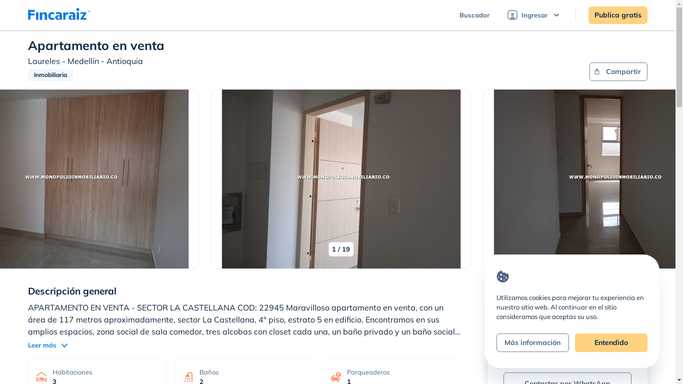 Fincaraiz
Buscador
Ingresar
Publica gratis
Apartamento en venta
Laureles - Medellín - Antioquia
Inmobiliaria
Compartir
WWW.MONOPOLIOINMOBILIARIO.CO
WWW.MONOPOLIOINMOBILIARIO.CO
WWW.MONOPOLIOINMOBILIARIO.CO
1 / 19
Descripción general
APARTAMENTO EN VENTA - SECTOR LA CASTELLANA COD: 22945 Maravilloso apartamento en venta, con un
área de 117 metros aproximadamente, sector La Castellana, 4° piso, estrato 5 en edificio. Encontramos en sus
amplios espacios, zona social de sala comedor, tres alcobas con closet cada una, un baño privado y un baño social...
Leer más
Habitaciones
3
Baños
2
Parqueaderos
1
Utilizamos cookies para mejorar tu experiencia en
nuestro sitio web. Al continuar en el sitio
consideramos que aceptas su uso.
Más información
Entendido
Contactar por WhatsApp